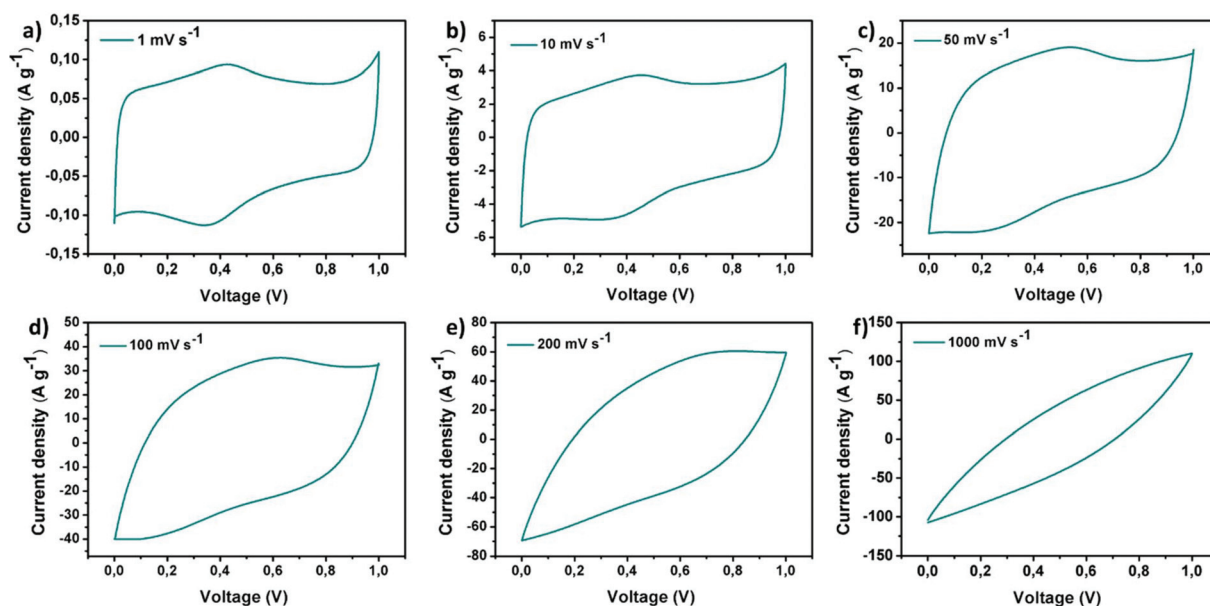 a)
1 mV s⁻¹
Current density (A g⁻¹)
0,15
0,10
0,05
0,00
-0,05
-0,10
-0,15
0,0 0,2 0,4 0,6 0,8 1,0
Voltage (V)
b)
10 mV s⁻¹
Current density (A g⁻¹)
6
4
2
0
-2
-4
-6
0,0 0,2 0,4 0,6 0,8 1,0
Voltage (V)
c)
50 mV s⁻¹
Current density (A g⁻¹)
20
10
0
-10
-20
0,0 0,2 0,4 0,6 0,8 1,0
Voltage (V)
d)
100 mV s⁻¹
Current density (A g⁻¹)
50
40
30
20
10
0
-10
-20
-30
-40
0,0 0,2 0,4 0,6 0,8 1,0
Voltage (V)
e)
200 mV s⁻¹
Current density (A g⁻¹)
80
60
40
20
0
-20
-40
-60
-80
0,0 0,2 0,4 0,6 0,8 1,0
Voltage (V)
f)
1000 mV s⁻¹
Current density (A g⁻¹)
150
100
50
0
-50
-100
-150
0,0 0,2 0,4 0,6 0,8 1,0
Voltage (V)